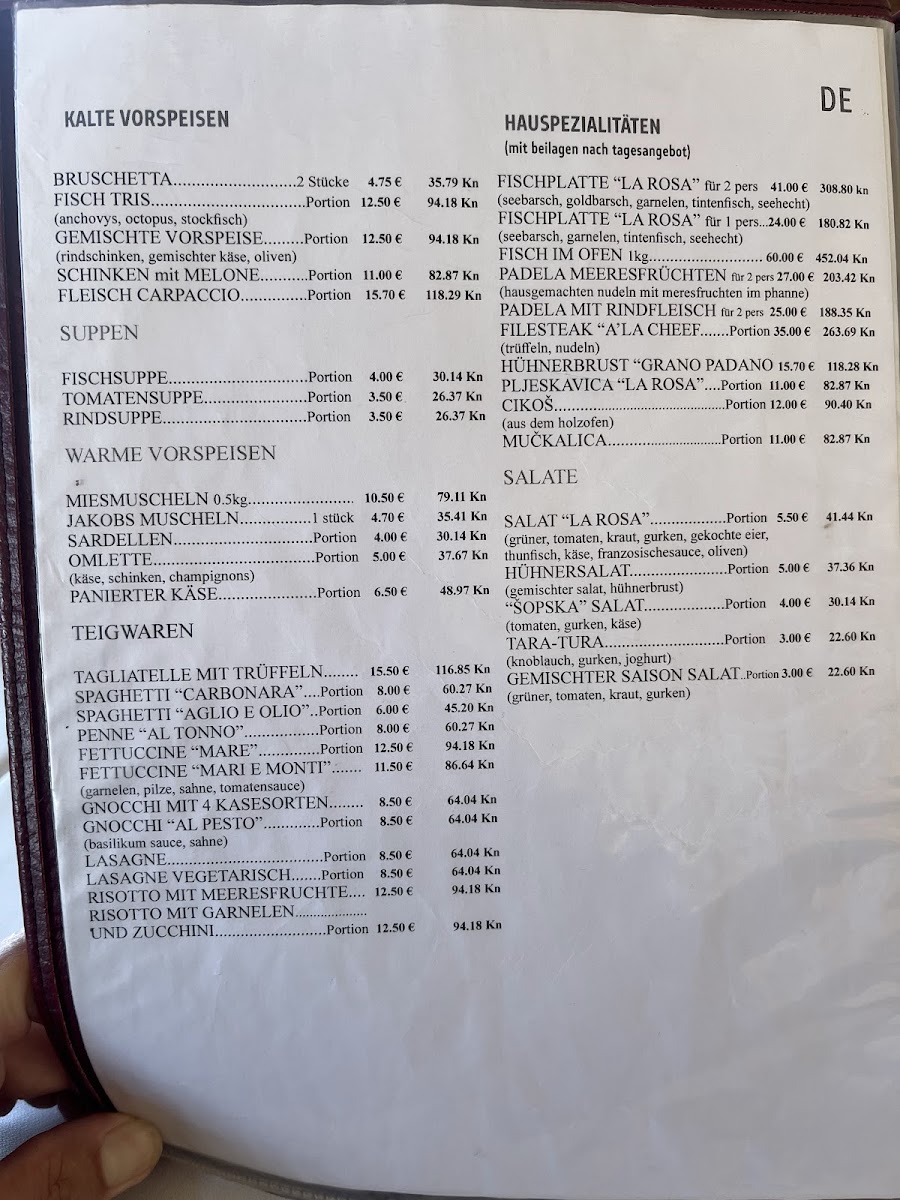 DE
KALTE VORSPEISEN
BRUSCHETTA............................2 Stücke 4.75 € 35.79 Kn
FISCH TRIS...................................Portion 12.50 € 94.18 Kn
(anchovys, octopus, stockfisch)
GEMISCHTE VORSPEISE.........Portion 12.50 € 94.18 Kn
(rindschinken, gemischter käse, oliven)
SCHINKEN mit MELONE...........Portion 11.00 € 82.87 Kn
FLEISCH CARPACCIO...............Portion 15.70 € 118.29 Kn
SUPPEN
FISCHSUPPE................................Portion 4.00 € 30.14 Kn
TOMATENSUPPE........................Portion 3.50 € 26.37 Kn
RINDSUPPE.................................Portion 3.50 € 26.37 Kn
WARME VORSPEISEN
MIESMUSCHELN 0.5kg........................ 10.50 € 79.11 Kn
JAKOBS MUSCHELN................1 stück 4.70 € 35.41 Kn
SARDELLEN................................Portion 4.00 € 30.14 Kn
OMLETTE.....................................Portion 5.00 € 37.67 Kn
(käse, schinken, champignons)
PANIERTER KÄSE.......................Portion 6.50 € 48.97 Kn
TEIGWAREN
TAGLIATELLE MIT TRÜFFELN........ 15.50 € 116.85 Kn
SPAGHETTI “CARBONARA”....Portion 8.00 € 60.27 Kn
SPAGHETTI “AGLIO E OLIO”..Portion 6.00 € 45.20 Kn
PENNE “AL TONNO”.................Portion 8.00 € 60.27 Kn
FETTUCCINE “MARE”..............Portion 12.50 € 94.18 Kn
FETTUCCINE “MARI E MONTI”....... 11.50 € 86.64 Kn
(garnelen, pilze, sahne, tomatensauce)
GNOCCHI MIT 4 KASESORTEN........ 8.50 € 64.04 Kn
GNOCCHI “AL PESTO”.............Portion 8.50 € 64.04 Kn
(basilikum sauce, sahne)
LASAGNE....................................Portion 8.50 € 64.04 Kn
LASAGNE VEGETARISCH.......Portion 8.50 € 64.04 Kn
RISOTTO MIT MEERESFRUCHTE.... 12.50 € 94.18 Kn
RISOTTO MIT GARNELEN.....................
UND ZUCCHINI..........................Portion 12.50 € 94.18 Kn
HAUSPEZIALITÄTEN
(mit beilagen nach tagesangebot)
FISCHPLATTE “LA ROSA” für 2 pers 41.00 € 308.80 kn
(seebarsch, goldbarsch, garnelen, tintenfisch, seehecht)
FISCHPLATTE “LA ROSA” für 1 pers...24.00 € 180.82 Kn
(seebarsch, garnelen, tintenfisch, seehecht)
FISCH IM OFEN 1kg.......................... 60.00 € 452.04 Kn
PADELA MEERESFRÜCHTEN für 2 pers 27.00 € 203.42 Kn
(hausgemachten nudeln mit meresfruchten im phanne)
PADELA MIT RINDFLEISCH für 2 pers 25.00 € 188.35 Kn
FILESTEAK “A’LA CHEEF.......Portion 35.00 € 263.69 Kn
(trüffeln, nudeln)
HÜHNERBRUST “GRANO PADANO 15.70 € 118.28 Kn
PLJESKAVICA “LA ROSA”....Portion 11.00 € 82.87 Kn
CIKOŠ.............................................Portion 12.00 € 90.40 Kn
(aus dem holzofen)
MUČKALICA................................Portion 11.00 € 82.87 Kn
SALATE
SALAT “LA ROSA”..................Portion 5.50 € 41.44 Kn
(grüner, tomaten, kraut, gurken, gekochte eier,
thunfisch, käse, franzosischesauce, oliven)
HÜHNERSALAT.......................Portion 5.00 € 37.36 Kn
(gemischter salat, hühnerbrust)
“ŠOPSKA” SALAT...................Portion 4.00 € 30.14 Kn
(tomaten, gurken, käse)
TARA-TURA............................Portion 3.00 € 22.60 Kn
(knoblauch, gurken, joghurt)
GEMISCHTER SAISON SALAT..Portion 3.00 € 22.60 Kn
(grüner, tomaten, kraut, gurken)